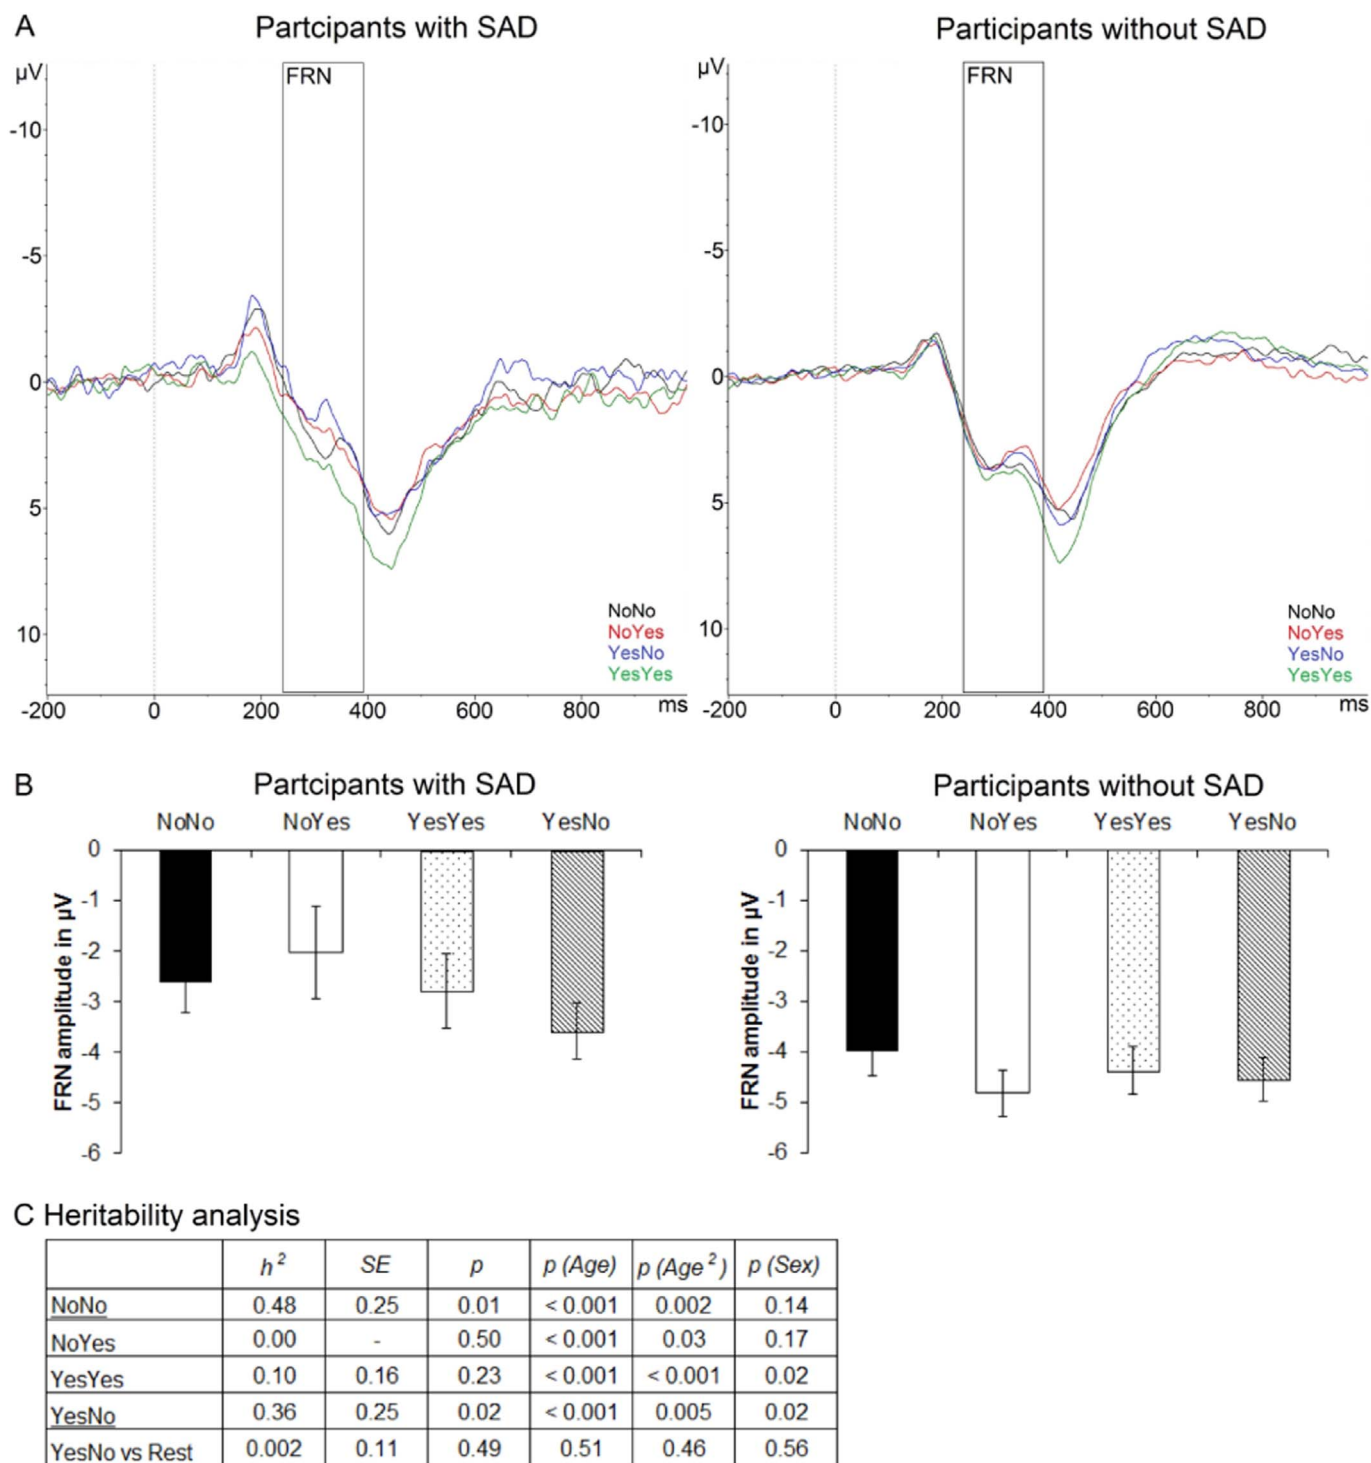 A
Partcipants with SAD
Participants without SAD
µV
FRN
-10
-5
0
5
10
NoNo
NoYes
YesNo
YesYes
-200 0 200 400 600 800 ms
µV
FRN
-10
-5
0
5
10
NoNo
NoYes
YesNo
YesYes
-200 0 200 400 600 800 ms
B
Partcipants with SAD
Participants without SAD
NoNo NoYes YesYes YesNo
FRN amplitude in µV
0
-1
-2
-3
-4
-5
-6
NoNo NoYes YesYes YesNo
FRN amplitude in µV
0
-1
-2
-3
-4
-5
-6
C Heritability analysis
h² SE p p (Age) p (Age²) p (Sex)
NoNo 0.48 0.25 0.01 < 0.001 0.002 0.14
NoYes 0.00 - 0.50 < 0.001 0.03 0.17
YesYes 0.10 0.16 0.23 < 0.001 < 0.001 0.02
YesNo 0.36 0.25 0.02 < 0.001 0.005 0.02
YesNo vs Rest 0.002 0.11 0.49 0.51 0.46 0.56